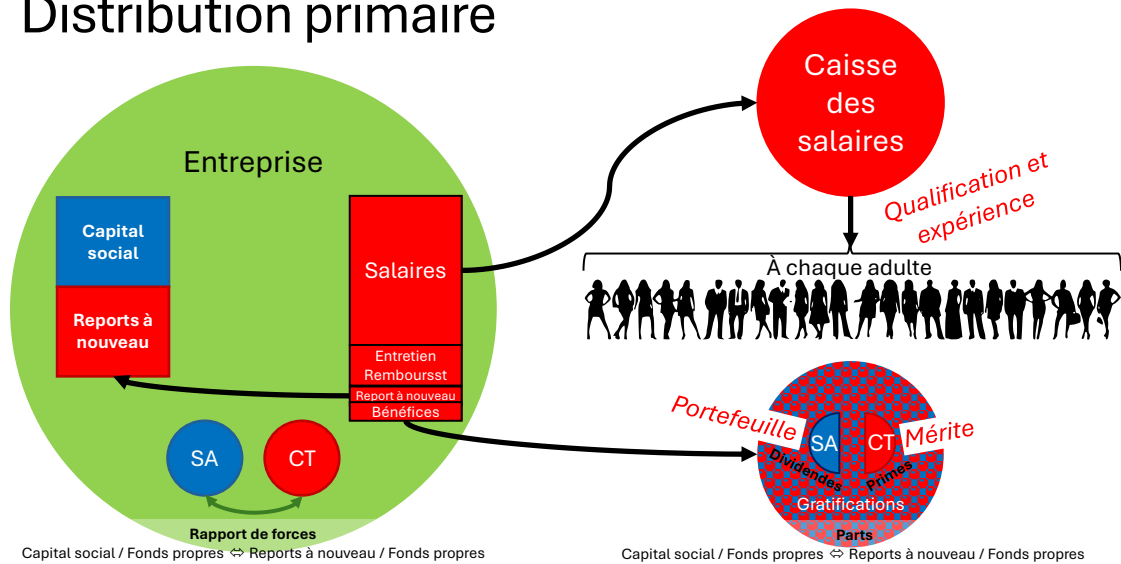 Distribution primaire
Entreprise
Capital
social
Reports à
nouveau
Salaires
Entretien
Remboursst
Report à nouveau
Bénéfices
SA
CT
Rapport de forces
Capital social / Fonds propres ⇔ Reports à nouveau / Fonds propres
Caisse
des
salaires
Qualification et
expérience
À chaque adulte
Portefeuille
SA
CT
Mérite
Dividendes
Primes
Gratifications
Parts
Capital social / Fonds propres ⇔ Reports à nouveau / Fonds propres